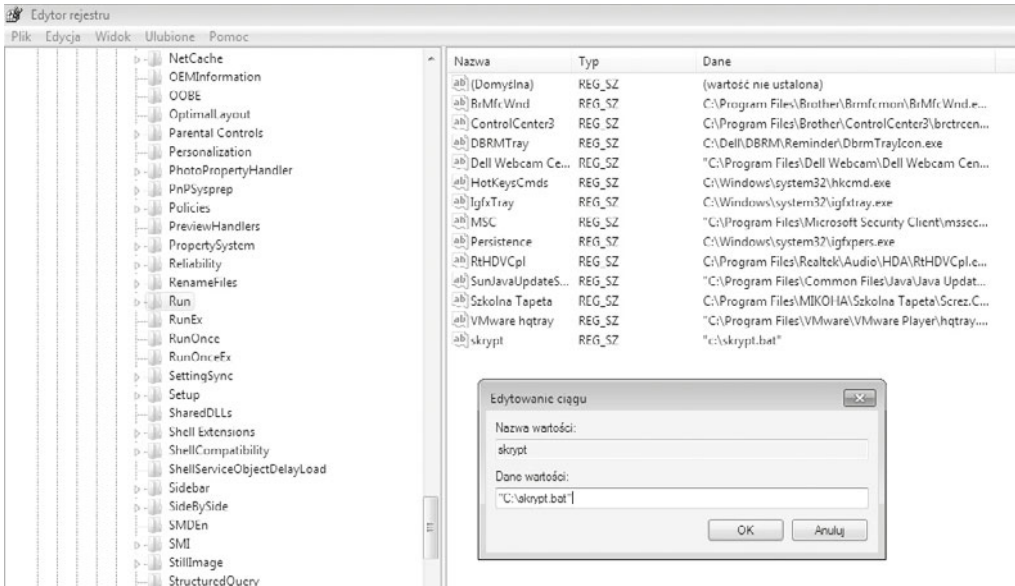 Edytor rejestru
Plik Edycja Widok Ulubione Pomoc
NetCache
OEMInformation
OOBE
OptimalLayout
Parental Controls
Personalization
PhotoPropertyHandler
PnPSysprep
Policies
PreviewHandlers
PropertySystem
Reliability
RenameFiles
Run
RunEx
RunOnce
RunOnceEx
SettingSync
Setup
SharedDLLs
Shell Extensions
ShellCompatibility
ShellServiceObjectDelayLoad
Sidebar
SideBySide
SMDEn
SMI
StillImage
StructuredQuery
Nazwa Typ Dane
(Domyślna) REG_SZ (wartość nie ustalona)
BrMfcWnd REG_SZ C:\Program Files\Brother\Brmfcmon\BrMfcWnd.e...
ControlCenter3 REG_SZ C:\Program Files\Brother\ControlCenter3\brctrcen...
DBRMTray REG_SZ C:\Dell\DBRM\Reminder\DbrmTrayIcon.exe
Dell Webcam Ce... REG_SZ "C:\Program Files\Dell Webcam\Dell Webcam Cen...
HotKeysCmds REG_SZ C:\Windows\system32\hkcmd.exe
IgfxTray REG_SZ C:\Windows\system32\igfxtray.exe
MSC REG_SZ "C:\Program Files\Microsoft Security Client\mssec...
Persistence REG_SZ C:\Windows\system32\igfxpers.exe
RtHDVCpl REG_SZ C:\Program Files\Realtek\Audio\HDA\RtHDVCpl.e...
SunJavaUpdateS... REG_SZ "C:\Program Files\Common Files\Java\Java Updat...
Szkolna Tapeta REG_SZ C:\Program Files\MIKOHA\Szkolna Tapeta\Screz.C...
VMware hqtray REG_SZ "C:\Program Files\VMware\VMware Player\hqtray....
skrypt REG_SZ "c:\skrypt.bat"
Edytowanie ciągu
Nazwa wartości:
skrypt
Dane wartości:
"C:\skrypt.bat"
OK Anuluj